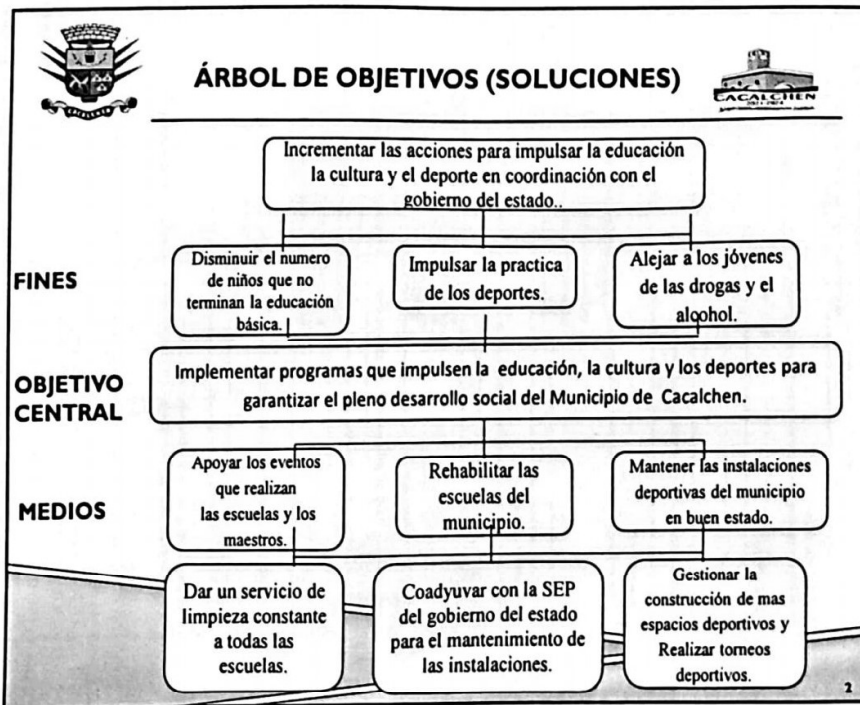 ÁRBOL DE OBJETIVOS (SOLUCIONES)
CACALCHEN
2021-2024
Incrementar las acciones para impulsar la educación
la cultura y el deporte en coordinación con el
gobierno del estado..
FINES
Disminuir el numero
de niños que no
terminan la educación
básica.
Impulsar la practica
de los deportes.
Alejar a los jóvenes
de las drogas y el
alcohol.
OBJETIVO
CENTRAL
Implementar programas que impulsen la educación, la cultura y los deportes para
garantizar el pleno desarrollo social del Municipio de Cacalchen.
MEDIOS
Apoyar los eventos
que realizan
las escuelas y los
maestros.
Rehabilitar las
escuelas del
municipio.
Mantener las instalaciones
deportivas del municipio
en buen estado.
Dar un servicio de
limpieza constante
a todas las
escuelas.
Coadyuvar con la SEP
del gobierno del estado
para el mantenimiento de
las instalaciones.
Gestionar la
construcción de mas
espacios deportivos y
Realizar torneos
deportivos.
2